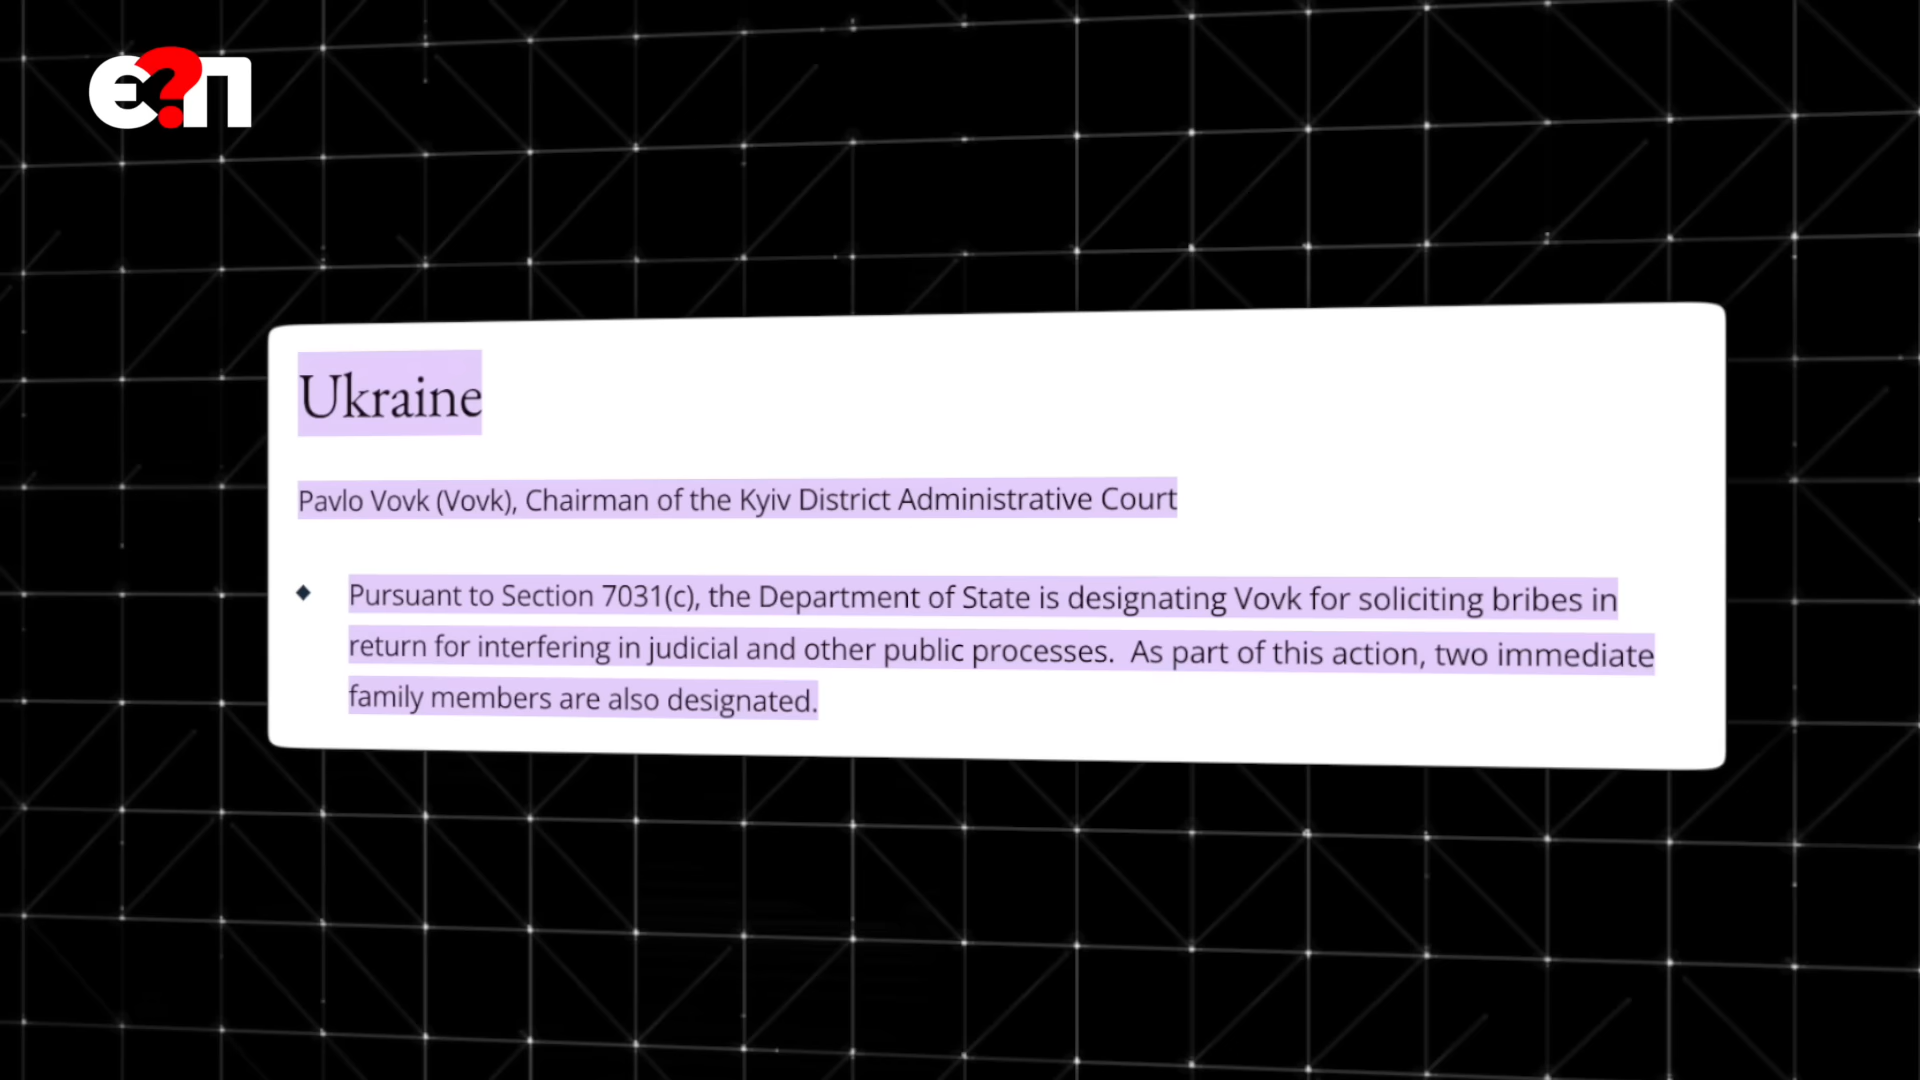 є?п
Ukraine
Pavlo Vovk (Vovk), Chairman of the Kyiv District Administrative Court
Pursuant to Section 7031(c), the Department of State is designating Vovk for soliciting bribes in
return for interfering in judicial and other public processes.  As part of this action, two immediate
family members are also designated.